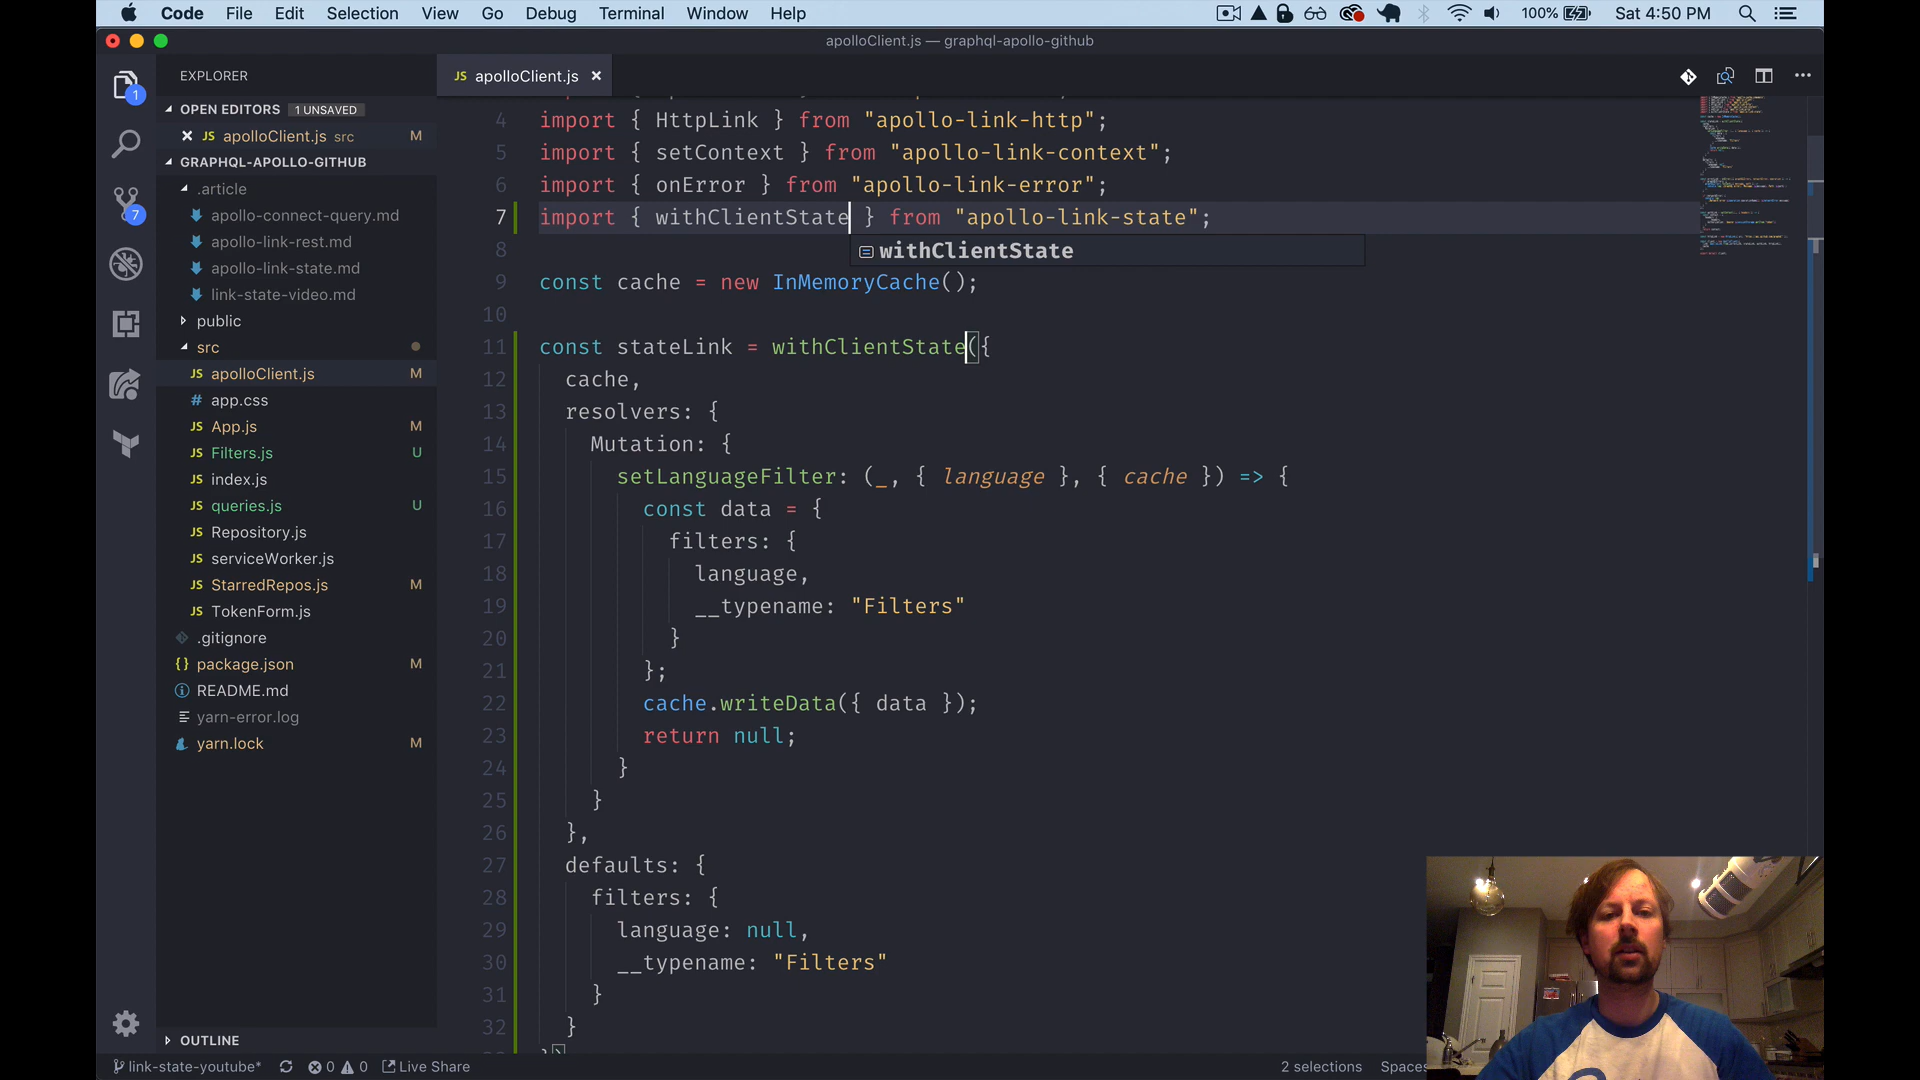 Code File Edit Selection View Go Debug Terminal Window Help
100% Sat 4:50 PM
apolloClient.js — graphql-apollo-github
EXPLORER
JS apolloClient.js ×
OPEN EDITORS 1 UNSAVED
× JS apolloClient.js src M
GRAPHQL-APOLLO-GITHUB
.article
apollo-connect-query.md
apollo-link-rest.md
apollo-link-state.md
link-state-video.md
public
src
JS apolloClient.js M
# app.css
JS App.js M
JS Filters.js U
JS index.js
JS queries.js U
JS Repository.js
JS serviceWorker.js
JS StarredRepos.js M
JS TokenForm.js
.gitignore
{} package.json M
README.md
yarn-error.log
yarn.lock M
OUTLINE
1
7
4 import { HttpLink } from "apollo-link-http";
5 import { setContext } from "apollo-link-context";
6 import { onError } from "apollo-link-error";
7 import { withClientState } from "apollo-link-state";
withClientState
8
9 const cache = new InMemoryCache();
10
11 const stateLink = withClientState({
12 cache,
13 resolvers: {
14 Mutation: {
15 setLanguageFilter: (_, { language }, { cache }) => {
16 const data = {
17 filters: {
18 language,
19 __typename: "Filters"
20 }
21 };
22 cache.writeData({ data });
23 return null;
24 }
25 }
26 },
27 defaults: {
28 filters: {
29 language: null,
30 __typename: "Filters"
31 }
32 }
link-state-youtube* 0 0 Live Share
2 selections Spaces